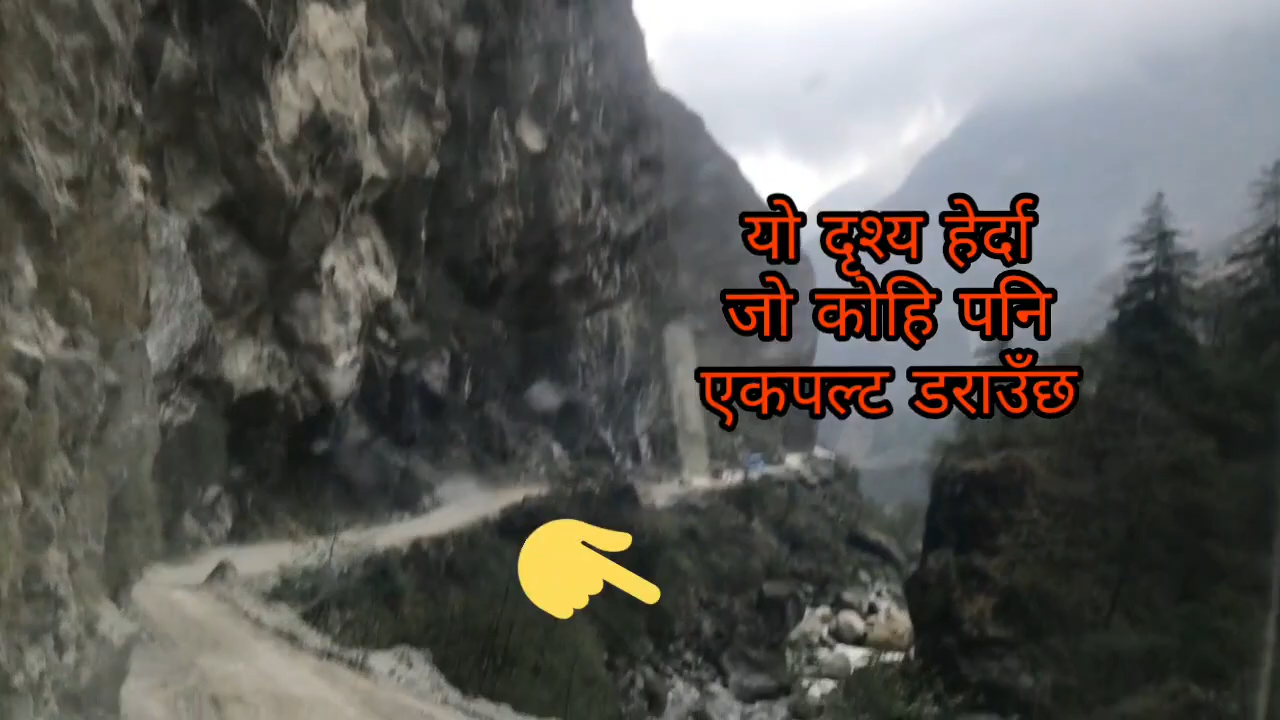 यो दृश्य हेर्दा
जो कोहि पनि
एकपल्ट डराउँछ